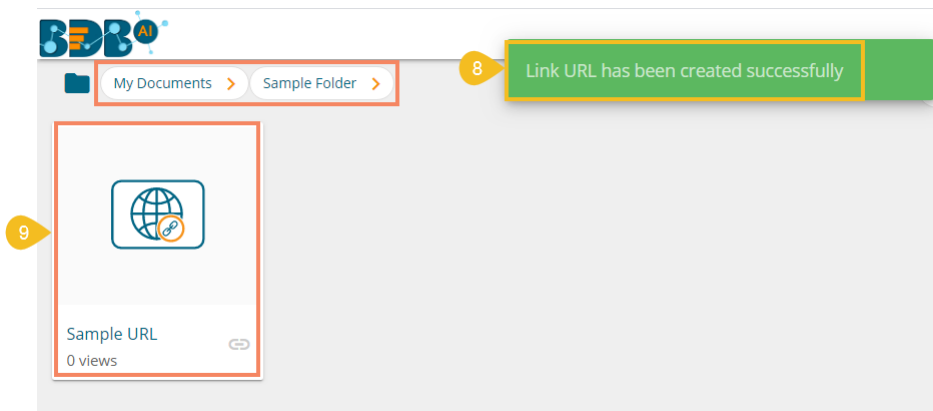 BDB AI
My Documents > Sample Folder >
8 Link URL has been created successfully
9
Sample URL
0 views